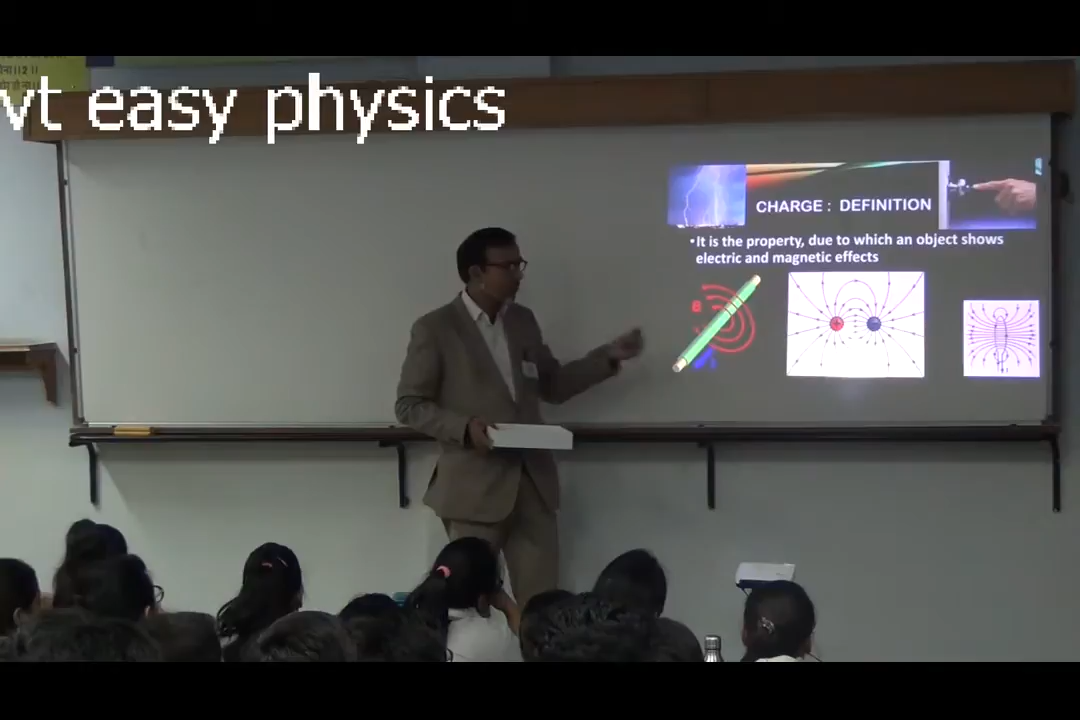 vt easy physics
CHARGE : DEFINITION
•It is the property, due to which an object shows
electric and magnetic effects
B